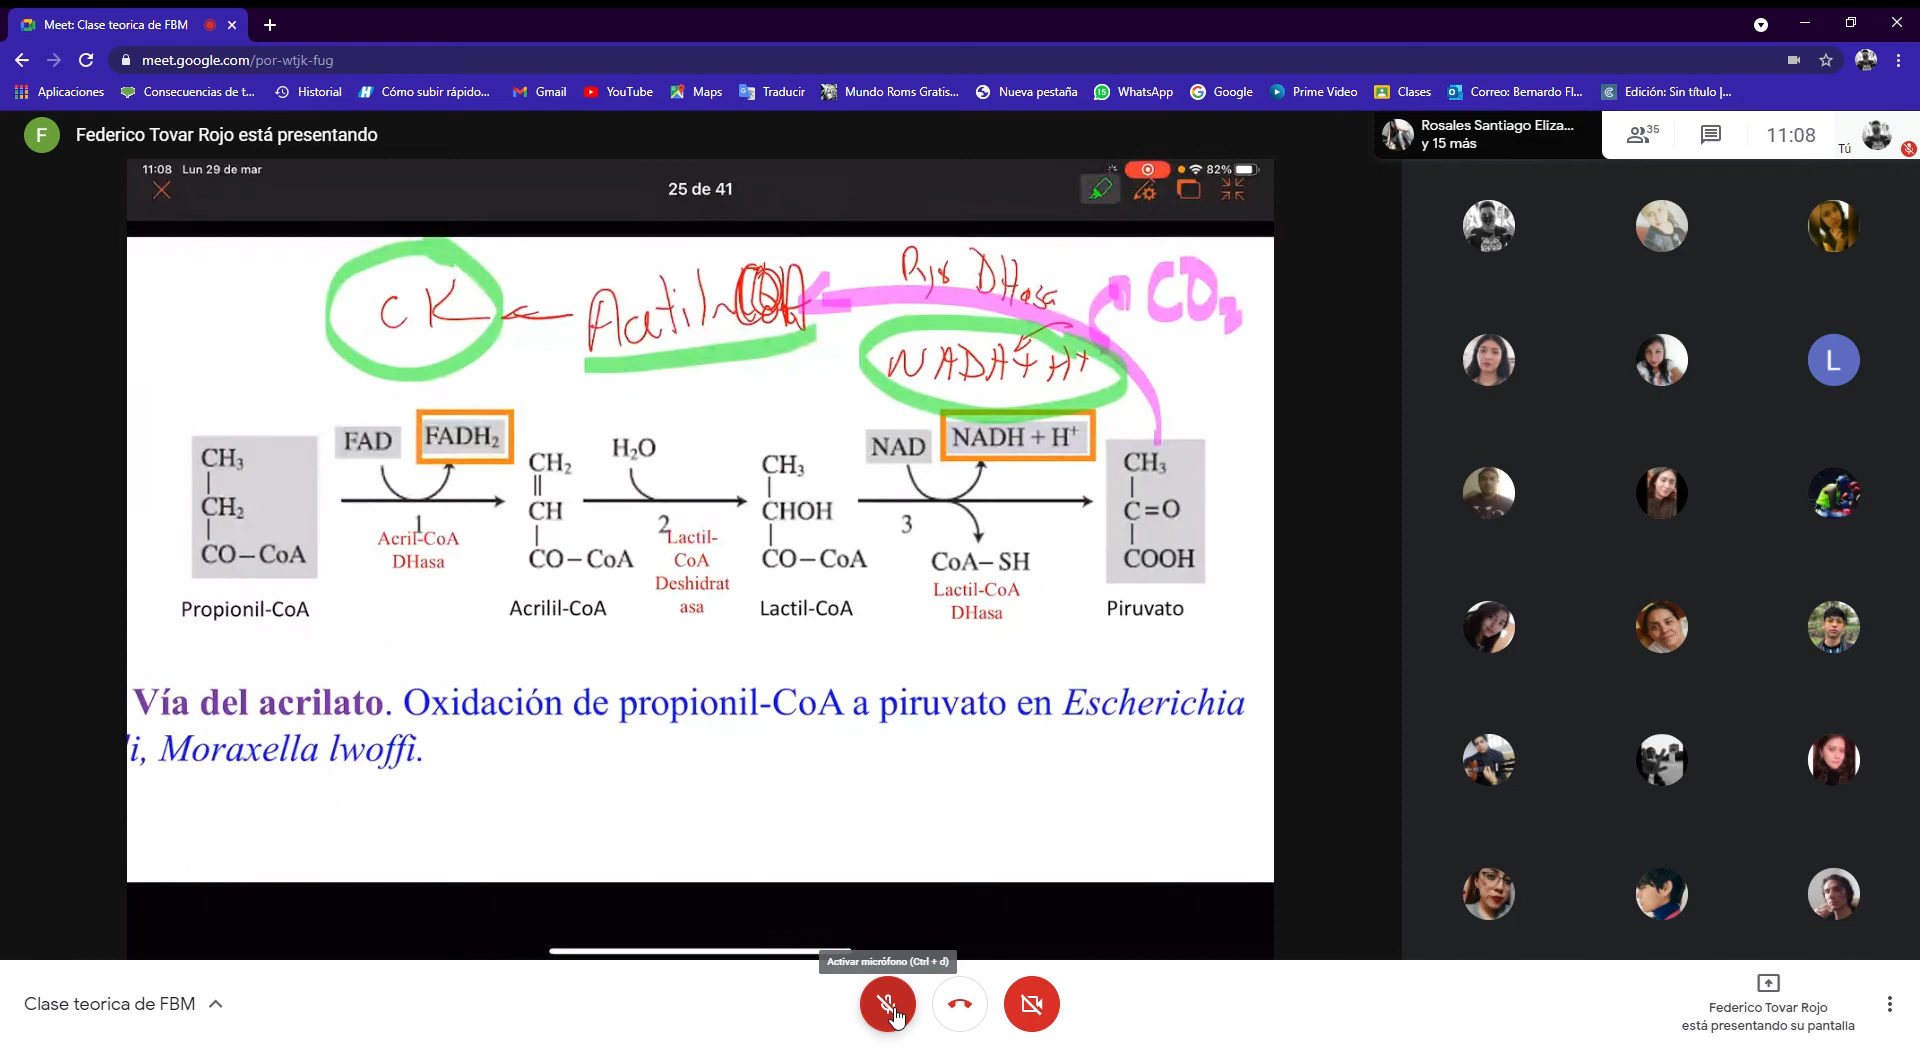 Meet: Clase teorica de FBM
meet.google.com/por-wtjk-fug
Aplicaciones Consecuencias de t... Historial Cómo subir rápido... Gmail YouTube Maps Traducir Mundo Roms Gratis... Nueva pestaña WhatsApp Google Prime Video Clases Correo: Bernardo Fl... Edición: Sin título |...
F Federico Tovar Rojo está presentando
Rosales Santiago Eliza...
y 15 más
35
11:08
Tú
11:08 Lun 29 de mar
82%
25 de 41
CK ← Acetil
DHasa
CO₂
FAD FADH₂ H₂O NAD NADH + H⁺
CH₃ CH₂ CH₃ CH₃
CH₂ CH CHOH C=O
CO–CoA CO–CoA CO–CoA COOH
1 2 3
Acril-CoA
DHasa
Lactil-
CoA
Deshidrat
asa
CoA–SH
Lactil-CoA
DHasa
Propionil-CoA Acrilil-CoA Lactil-CoA Piruvato
Vía del acrilato. Oxidación de propionil-CoA a piruvato en Escherichia
li, Moraxella lwoffi.
L
Activar micrófono (Ctrl + d)
Clase teorica de FBM
Federico Tovar Rojo
está presentando su pantalla